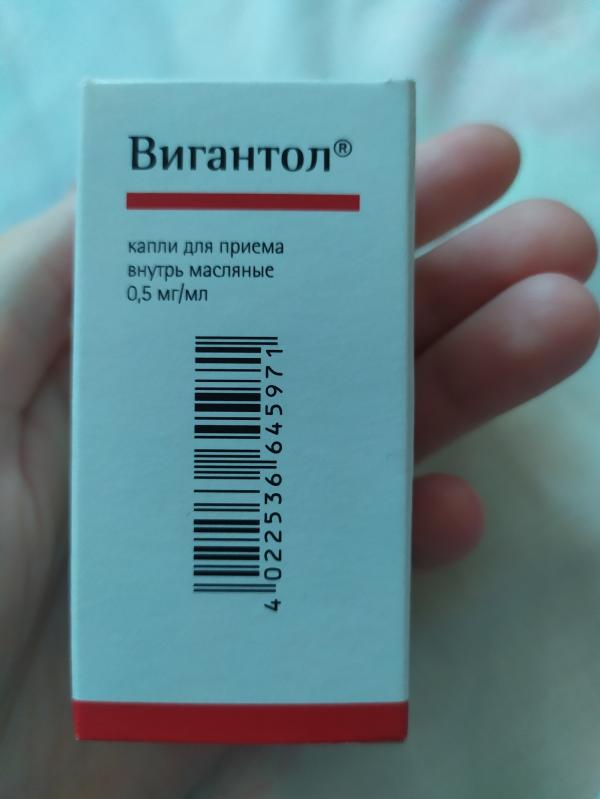 Вигантол®
капли для приема
внутрь масляные
0,5 мг/мл
4 022536 645971